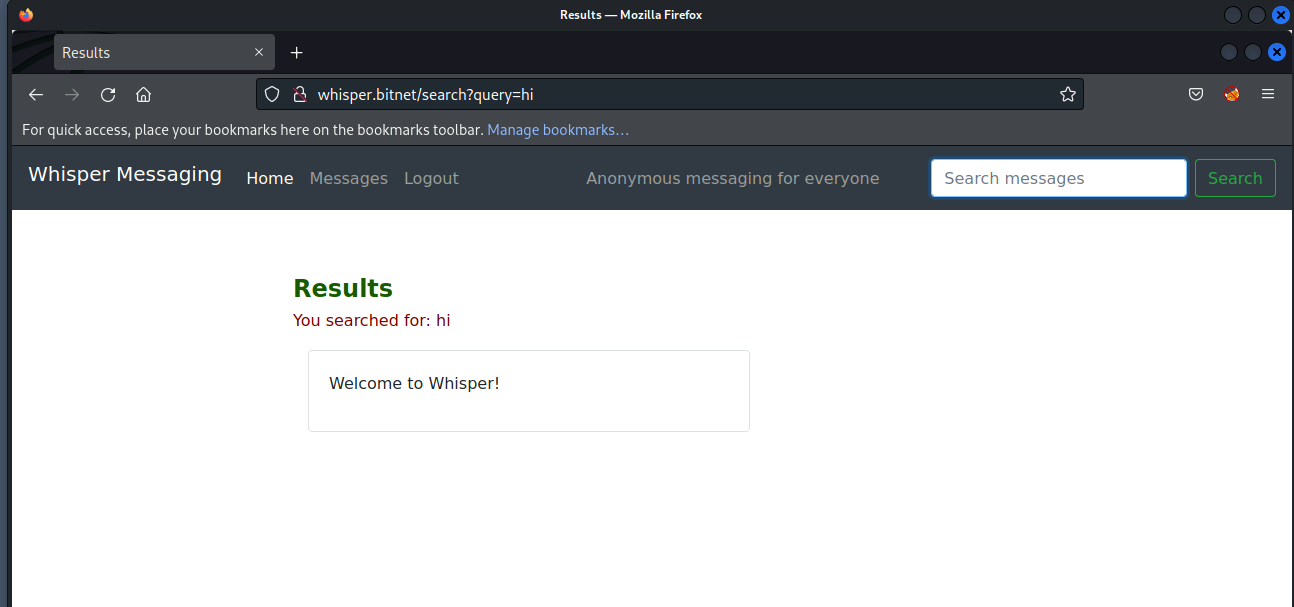 Results — Mozilla Firefox
Results
whisper.bitnet/search?query=hi
For quick access, place your bookmarks here on the bookmarks toolbar. Manage bookmarks…
Whisper Messaging Home Messages Logout Anonymous messaging for everyone Search messages Search
Results
You searched for: hi
Welcome to Whisper!